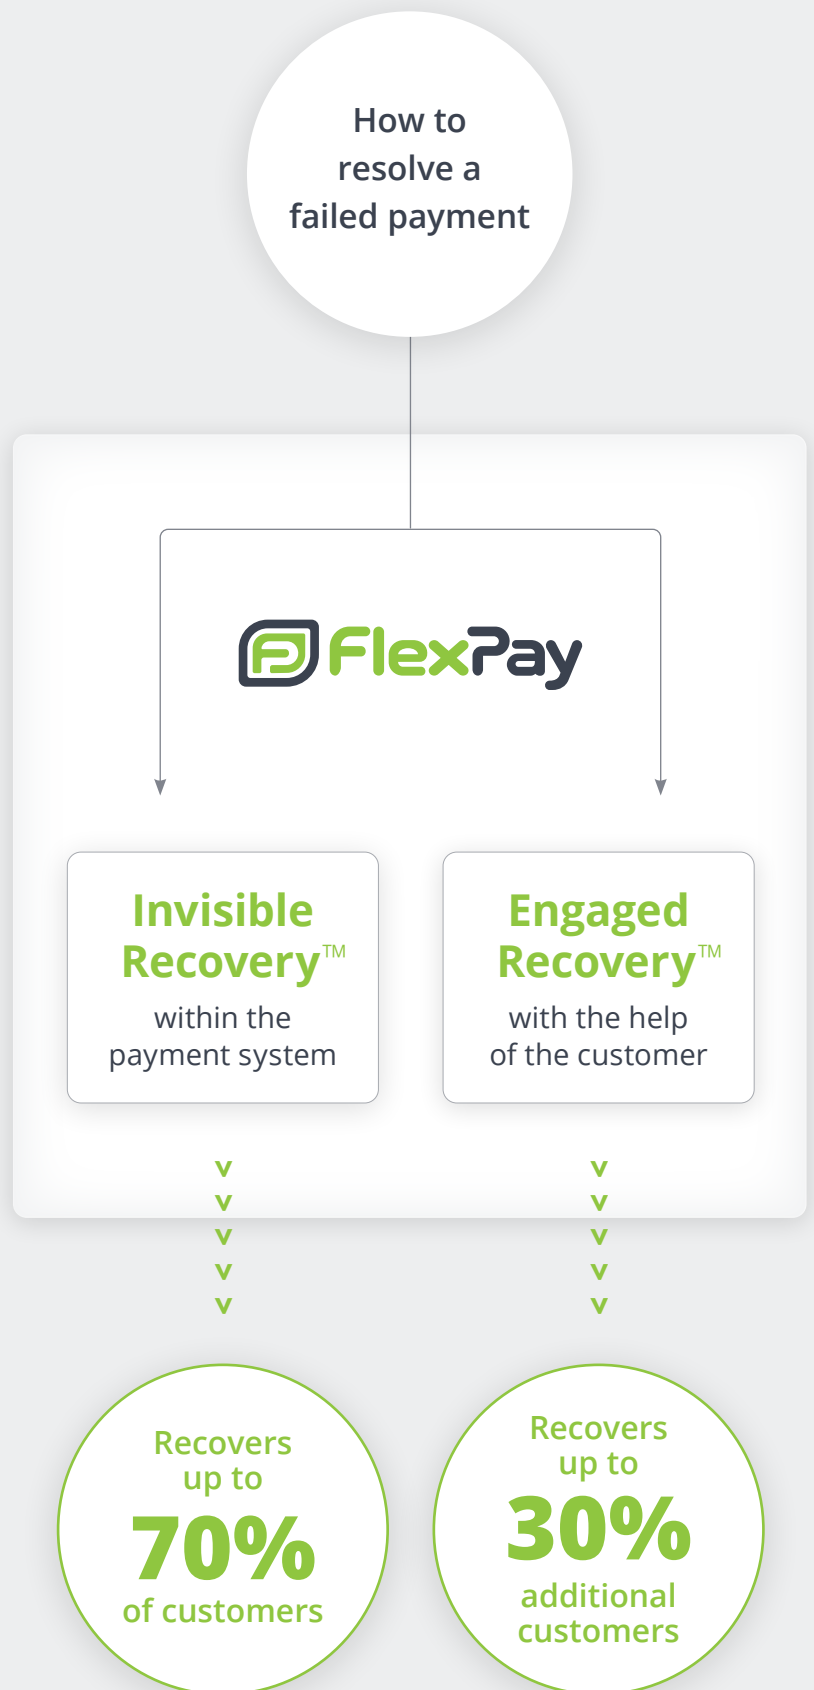 How to
resolve a
failed payment
FlexPay
Invisible
Recovery™
within the
payment system
Engaged
Recovery™
with the help
of the customer
Recovers
up to
70%
of customers
Recovers
up to
30%
additional
customers